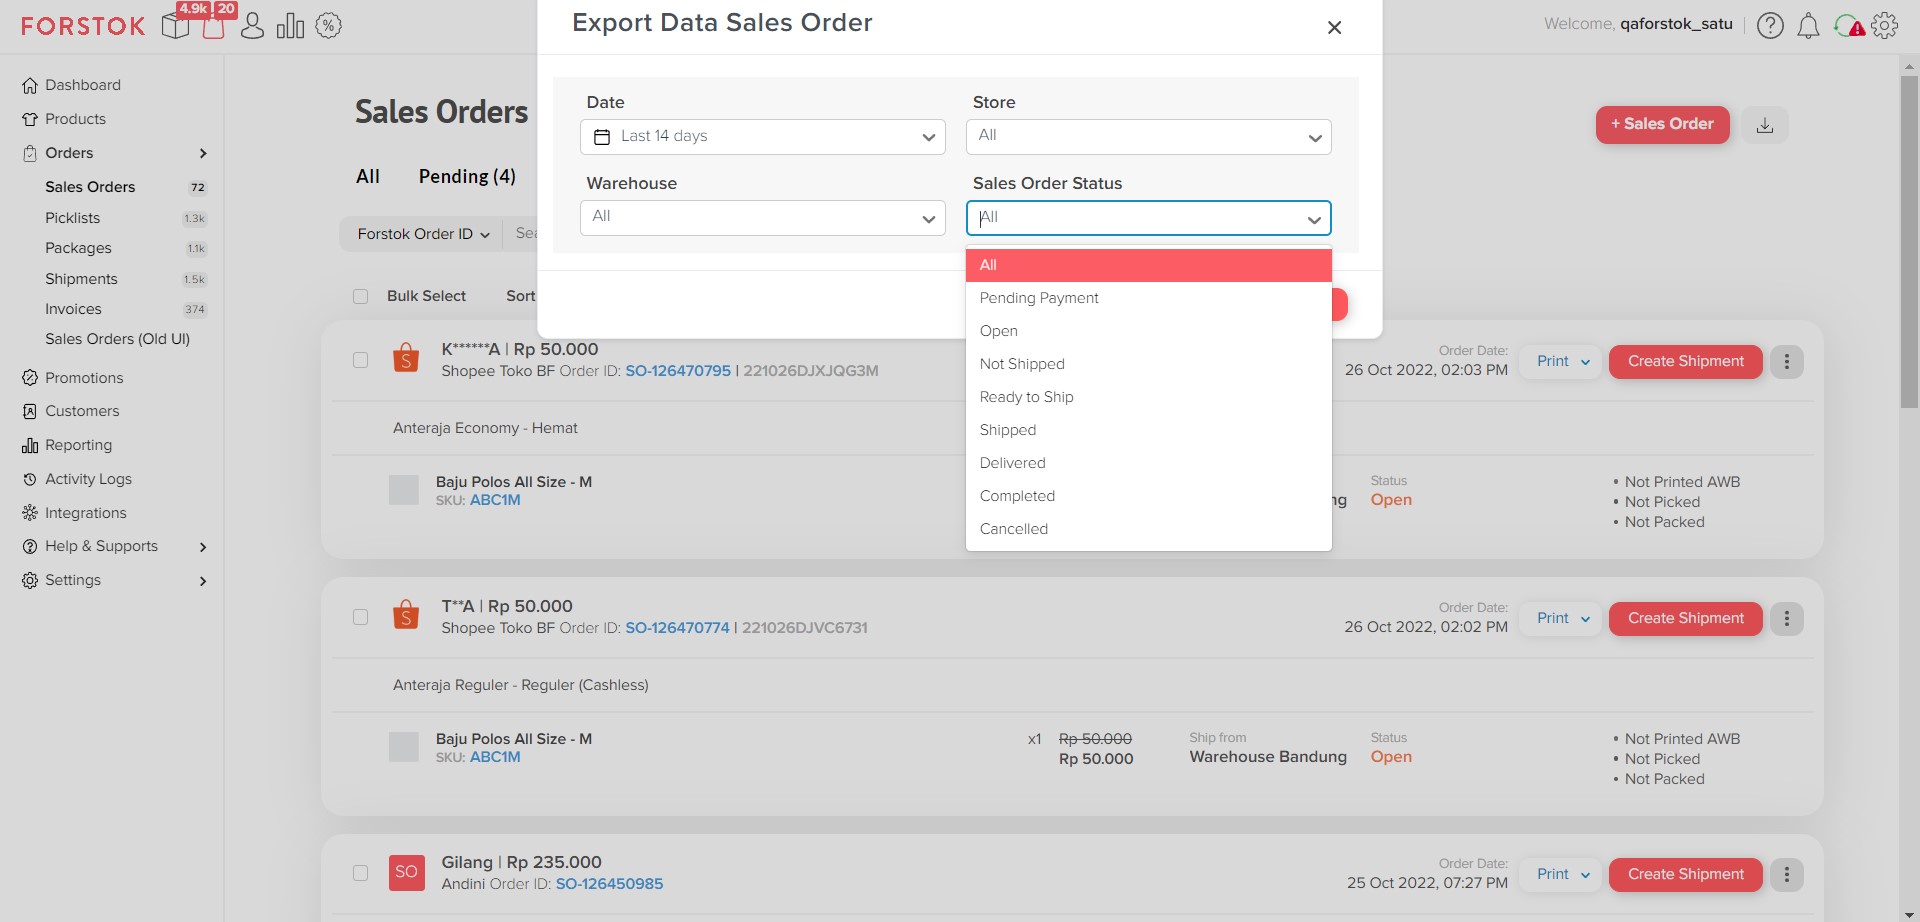 FORSTOK
4.9k
20
Export Data Sales Order
Welcome, qaforstok_satu
Dashboard
Products
Orders
Sales Orders 72
Picklists 1.3k
Packages 1.1k
Shipments 1.5k
Invoices 374
Sales Orders (Old UI)
Promotions
Customers
Reporting
Activity Logs
Integrations
Help & Supports
Settings
Sales Orders
+ Sales Order
All Pending (4)
Forstok Order ID
Bulk Select Sort
Date
Last 14 days
Store
All
Warehouse
All
Sales Order Status
All
All
Pending Payment
Open
Not Shipped
Ready to Ship
Shipped
Delivered
Completed
Cancelled
K******A | Rp 50.000
Shopee Toko BF Order ID: SO-126470795 | 221026DJXJQG3M
Order Date:
26 Oct 2022, 02:03 PM
Print
Create Shipment
Anteraja Economy - Hemat
Baju Polos All Size - M
SKU: ABC1M
Status
Open
• Not Printed AWB
• Not Picked
• Not Packed
T**A | Rp 50.000
Shopee Toko BF Order ID: SO-126470774 | 221026DJVC6731
Order Date:
26 Oct 2022, 02:02 PM
Print
Create Shipment
Anteraja Reguler - Reguler (Cashless)
Baju Polos All Size - M
SKU: ABC1M
x1 Rp 50.000
Rp 50.000
Ship from
Warehouse Bandung
Status
Open
• Not Printed AWB
• Not Picked
• Not Packed
SO
Gilang | Rp 235.000
Andini Order ID: SO-126450985
Order Date:
25 Oct 2022, 07:27 PM
Print
Create Shipment